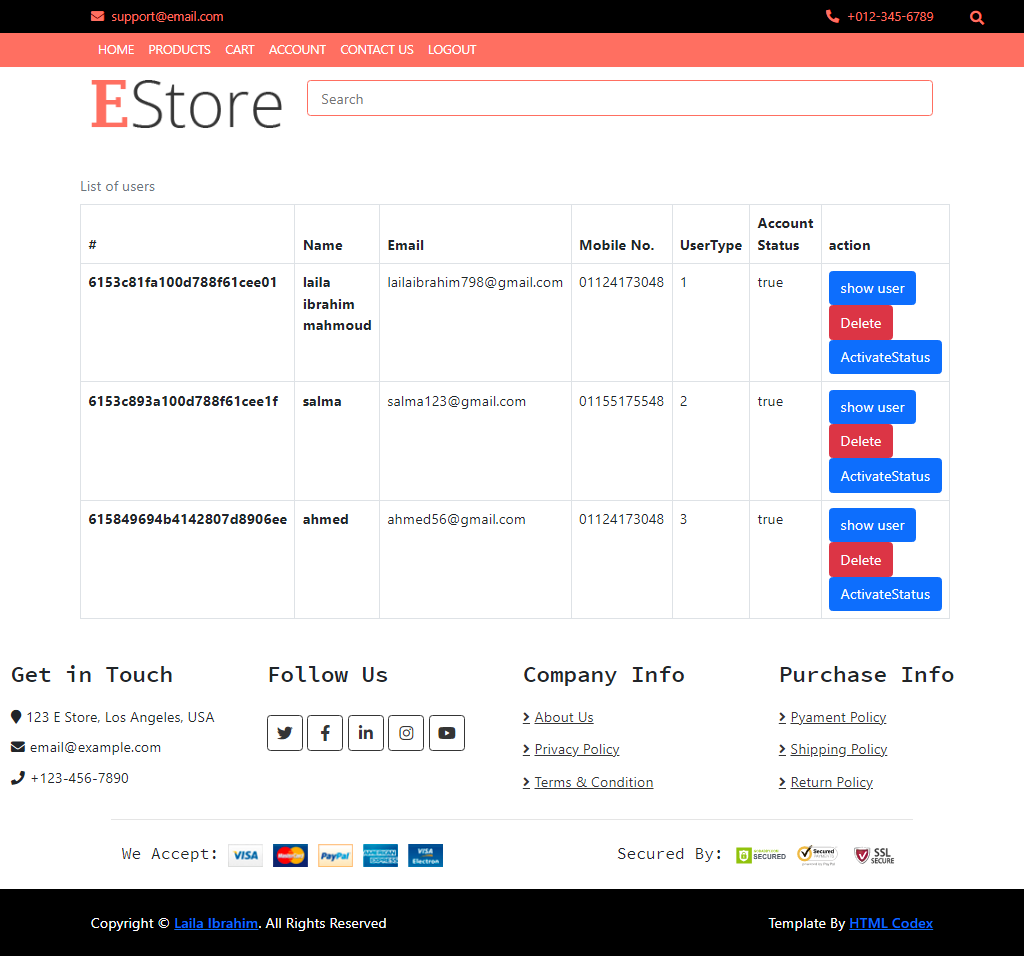 support@email.com +012-345-6789
HOME PRODUCTS CART ACCOUNT CONTACT US LOGOUT
EStore Search
List of users
# Name Email Mobile No. UserType Account Status action
6153c81fa100d788f61cee01 laila ibrahim mahmoud lailaibrahim798@gmail.com 01124173048 1 true show user
Delete
ActivateStatus
6153c893a100d788f61cee1f salma salma123@gmail.com 01155175548 2 true show user
Delete
ActivateStatus
615849694b4142807d8906ee ahmed ahmed56@gmail.com 01124173048 3 true show user
Delete
ActivateStatus
Get in Touch
123 E Store, Los Angeles, USA
email@example.com
+123-456-7890
Follow Us
Company Info
About Us
Privacy Policy
Terms & Condition
Purchase Info
Pyament Policy
Shipping Policy
Return Policy
We Accept: VISA MasterCard PayPal AMERICAN EXPRESS VISA Electron
Secured By: SECURED Secured SSL SECURE
Copyright © Laila Ibrahim. All Rights Reserved
Template By HTML Codex